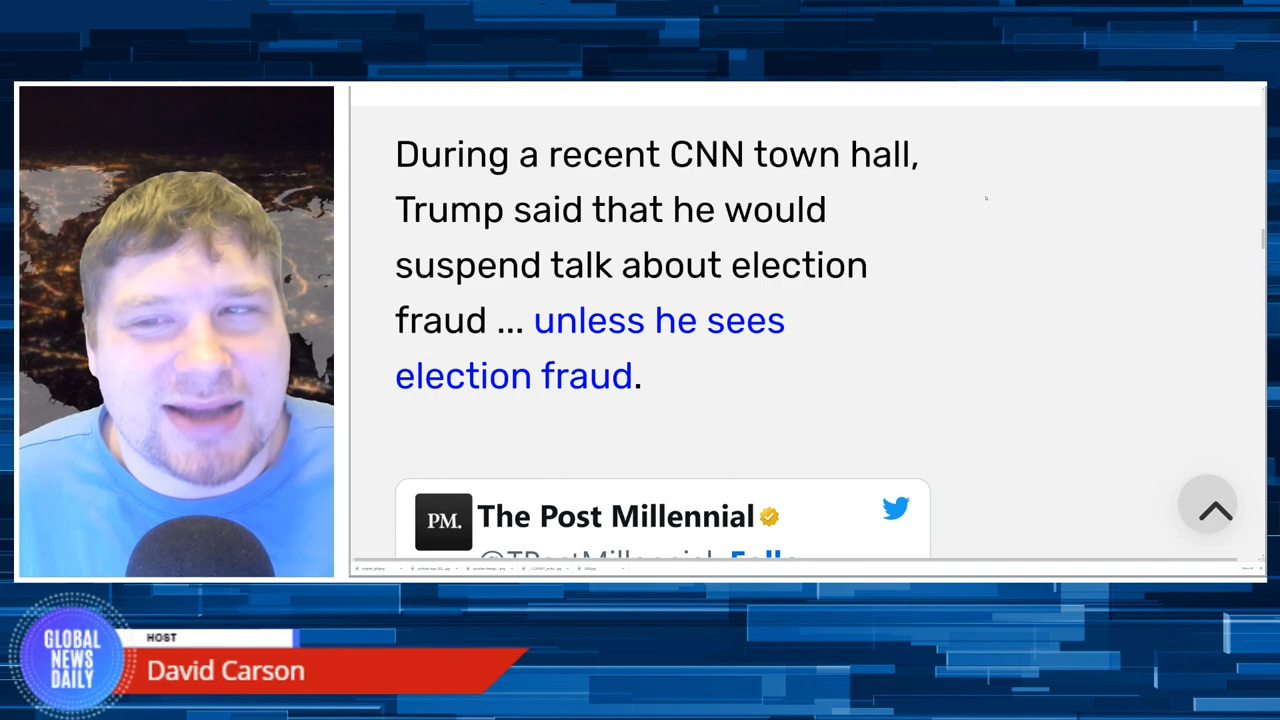 During a recent CNN town hall,
Trump said that he would
suspend talk about election
fraud ... unless he sees
election fraud.
PM.
The Post Millennial
HOST
David Carson
GLOBAL
NEWS
DAILY